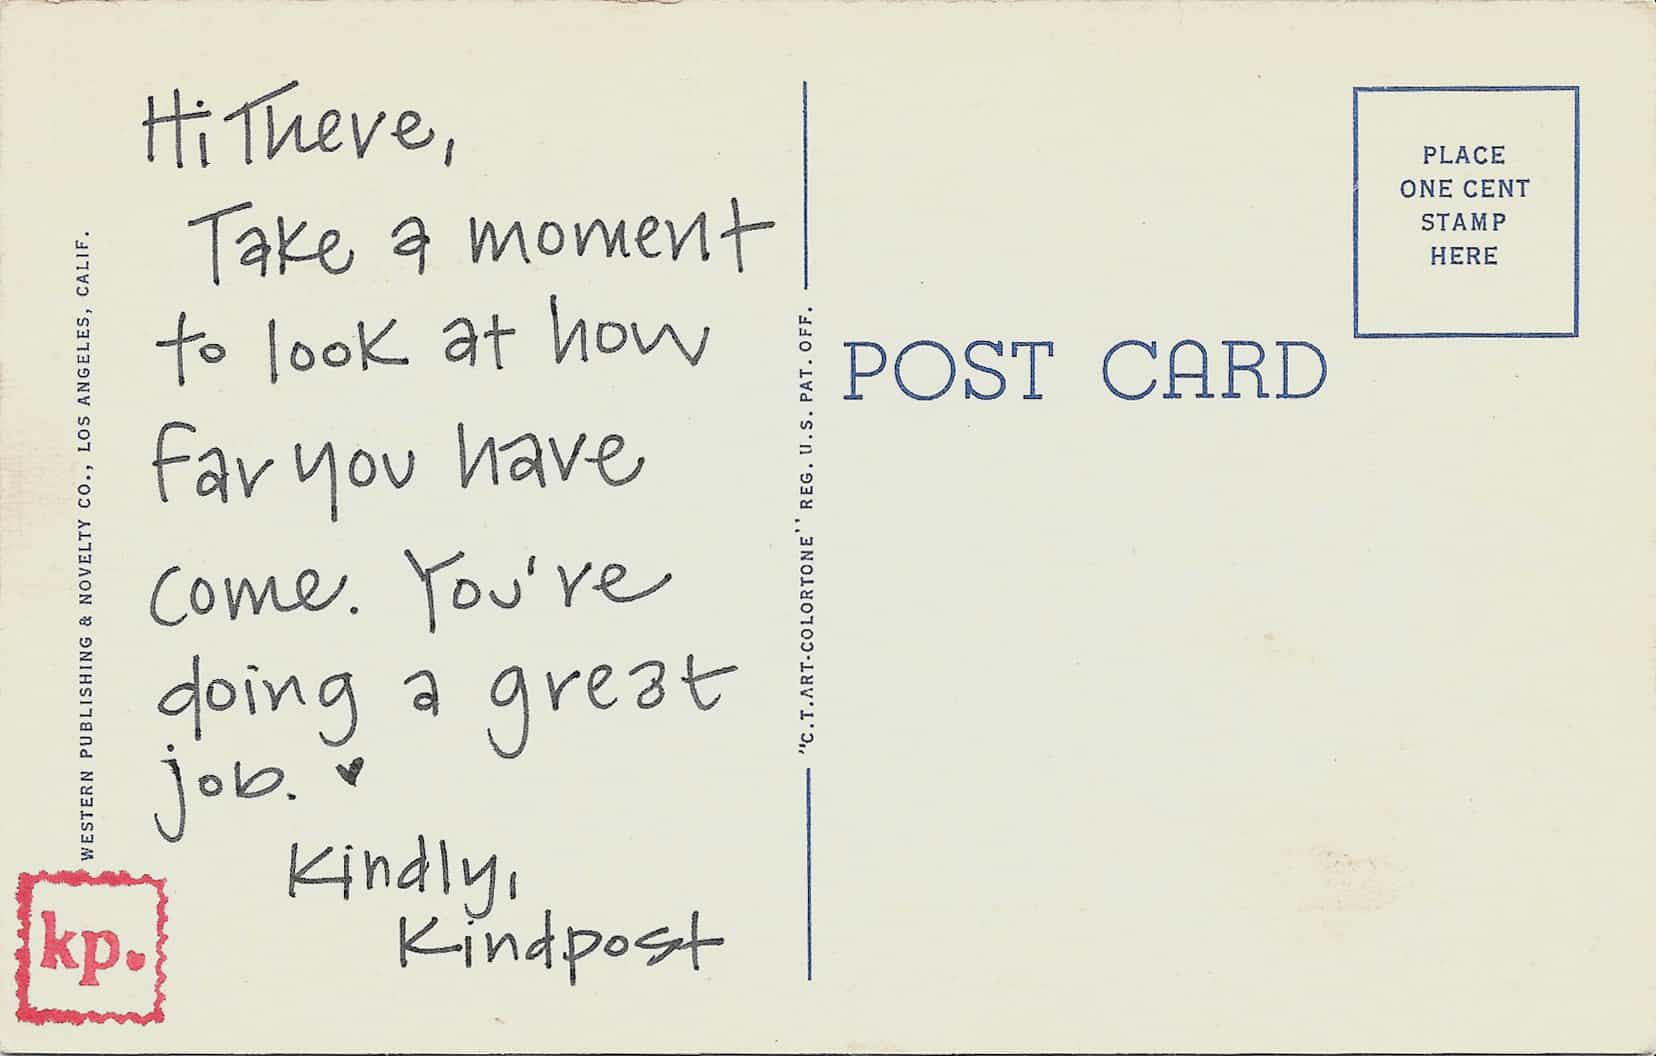 Hi There,
Take a moment
to look at how
far you have
come. You're
doing a great
job. ♥
Kindly,
Kindpost
kp.
WESTERN PUBLISHING & NOVELTY CO., LOS ANGELES, CALIF.
"C.T.ART-COLORTONE" REG. U.S. PAT. OFF.
POST CARD
PLACE
ONE CENT
STAMP
HERE